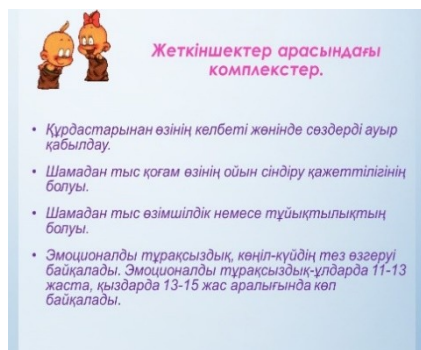 Жеткіншектер арасындағы
комплекстер.
• Құрдастарынан өзінің келбеті жөнінде сөздерді ауыр
қабылдау.
• Шамадан тыс қоғам өзінің ойын сіндіру қажеттілігінің
болуы.
• Шамадан тыс өзімшілдік немесе тұйықтылықтың
болуы.
• Эмоционалды тұрақсыздық, көңіл-күйдің тез өзгеруі
байқалады. Эмоционалды тұрақсыздық-ұлдарда 11-13
жаста, қыздарда 13-15 жас аралығында көп
байқалады.